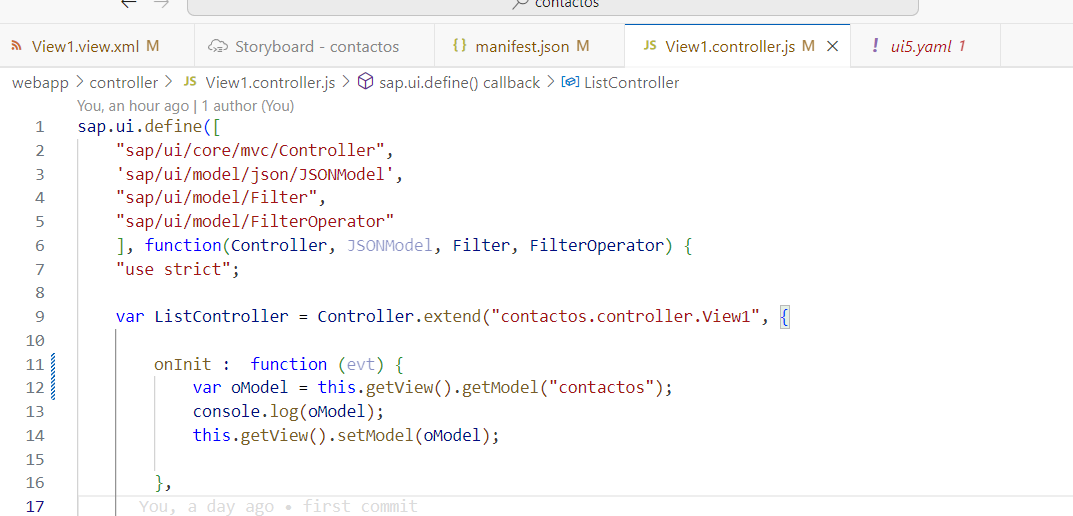 contactos
View1.view.xml M
Storyboard - contactos
{} manifest.json M
JS View1.controller.js M ×
! ui5.yaml 1
webapp > controller > JS View1.controller.js > sap.ui.define() callback > ListController
You, an hour ago | 1 author (You)
1 sap.ui.define([
2 "sap/ui/core/mvc/Controller",
3 'sap/ui/model/json/JSONModel',
4 "sap/ui/model/Filter",
5 "sap/ui/model/FilterOperator"
6 ], function(Controller, JSONModel, Filter, FilterOperator) {
7 "use strict";
8
9 var ListController = Controller.extend("contactos.controller.View1", {
10
11 onInit :  function (evt) {
12 var oModel = this.getView().getModel("contactos");
13 console.log(oModel);
14 this.getView().setModel(oModel);
15
16 },
17 You, a day ago • first commit